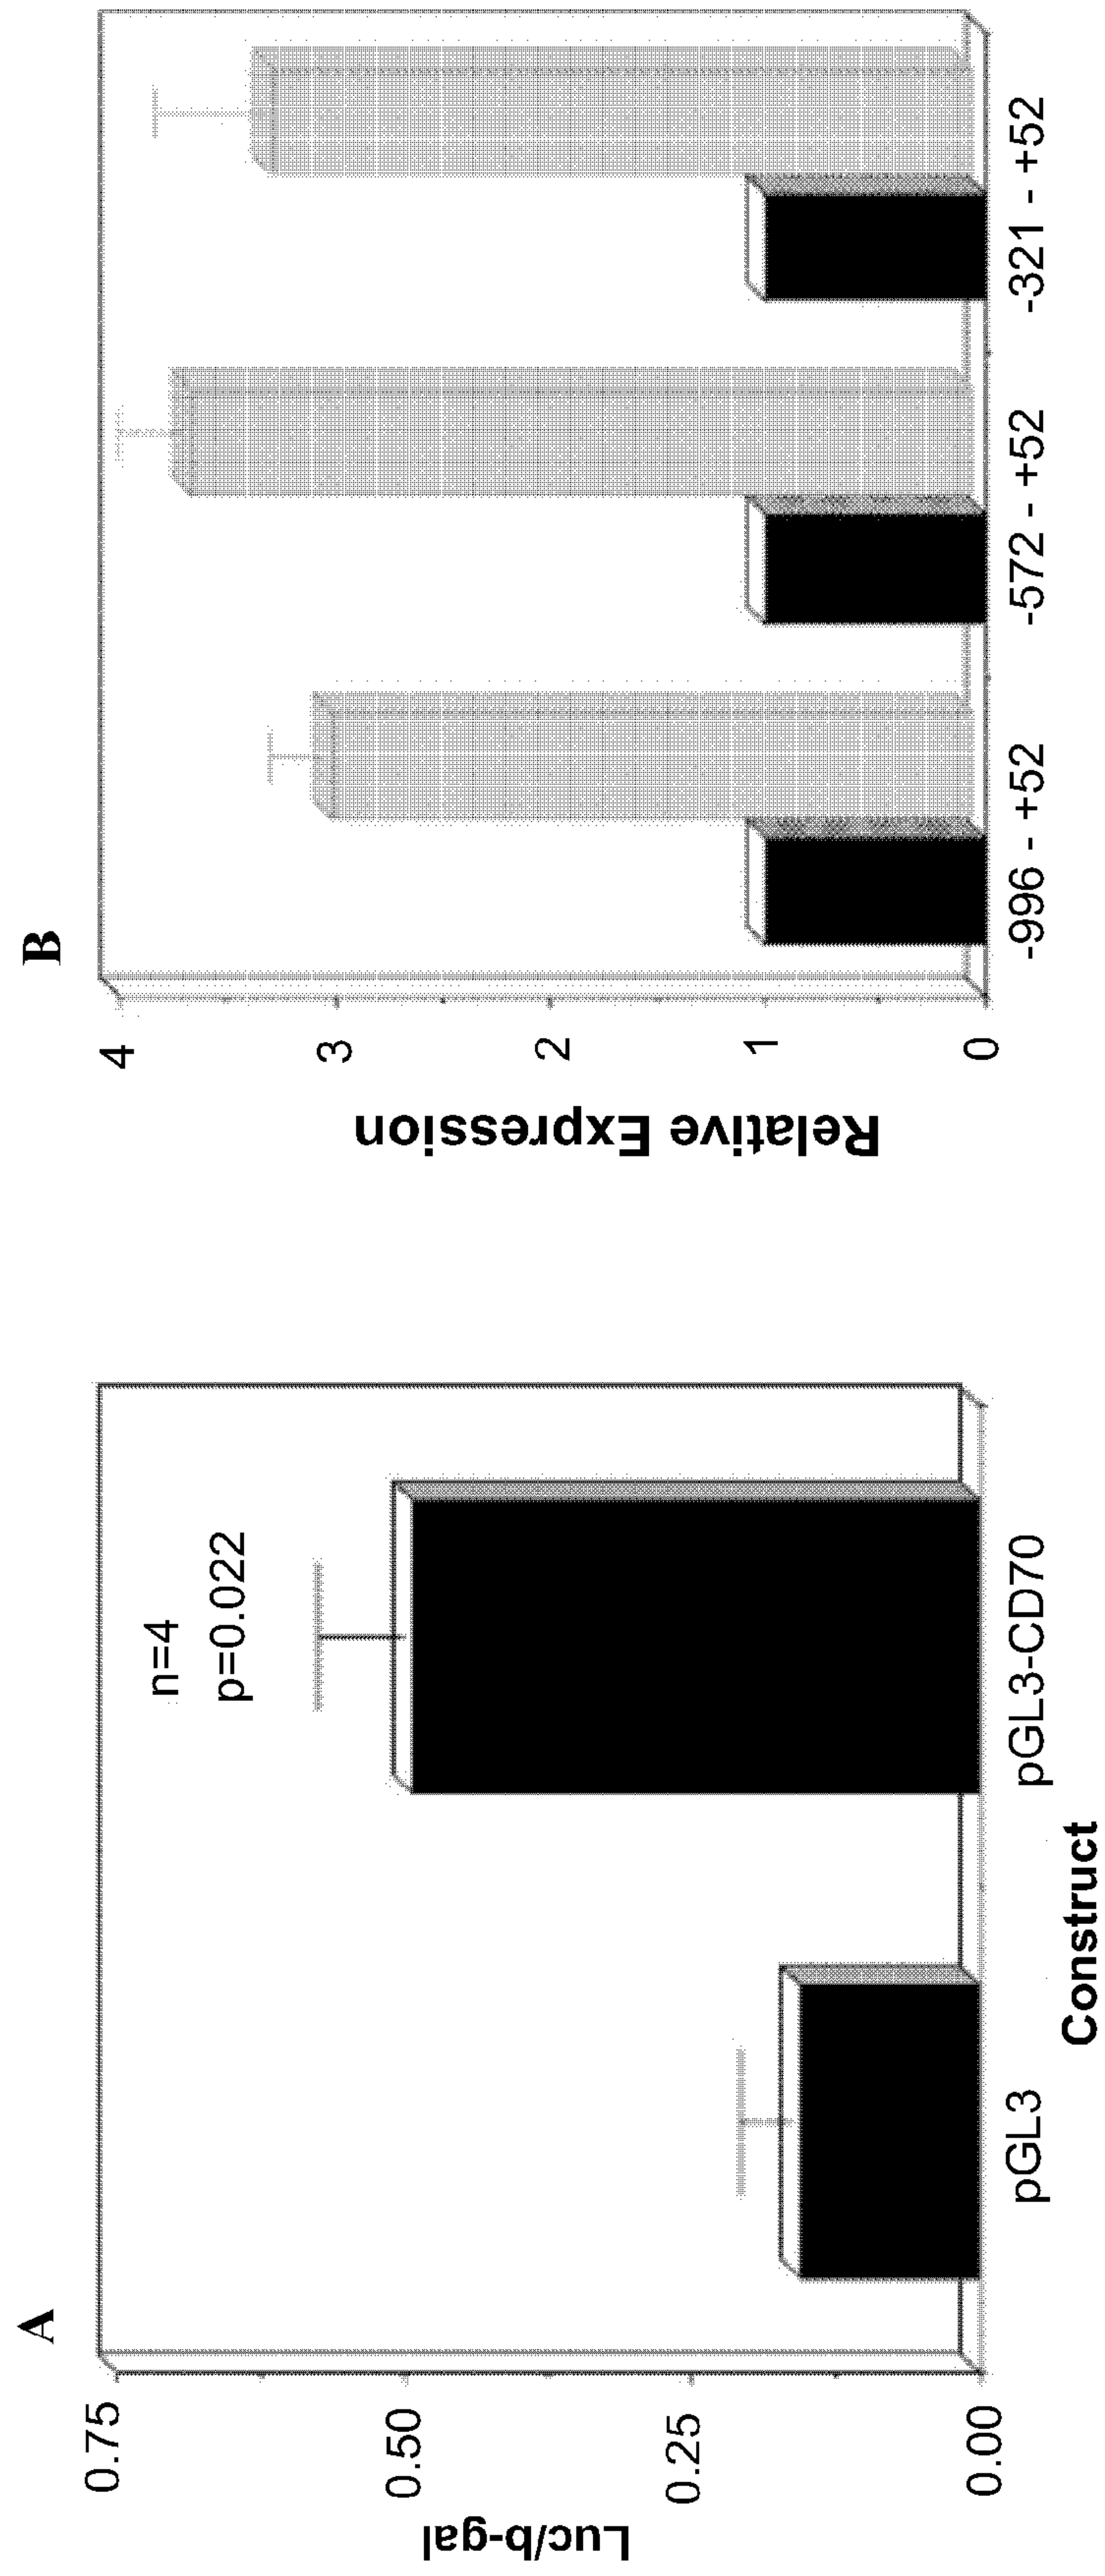 A
Luc/b-gal
0.75
0.50
0.25
0.00
n=4
p=0.022
pGL3
pGL3-CD70
Construct
B
Relative Expression
4
3
2
1
0
-996 - +52
-572 - +52
-321 - +52